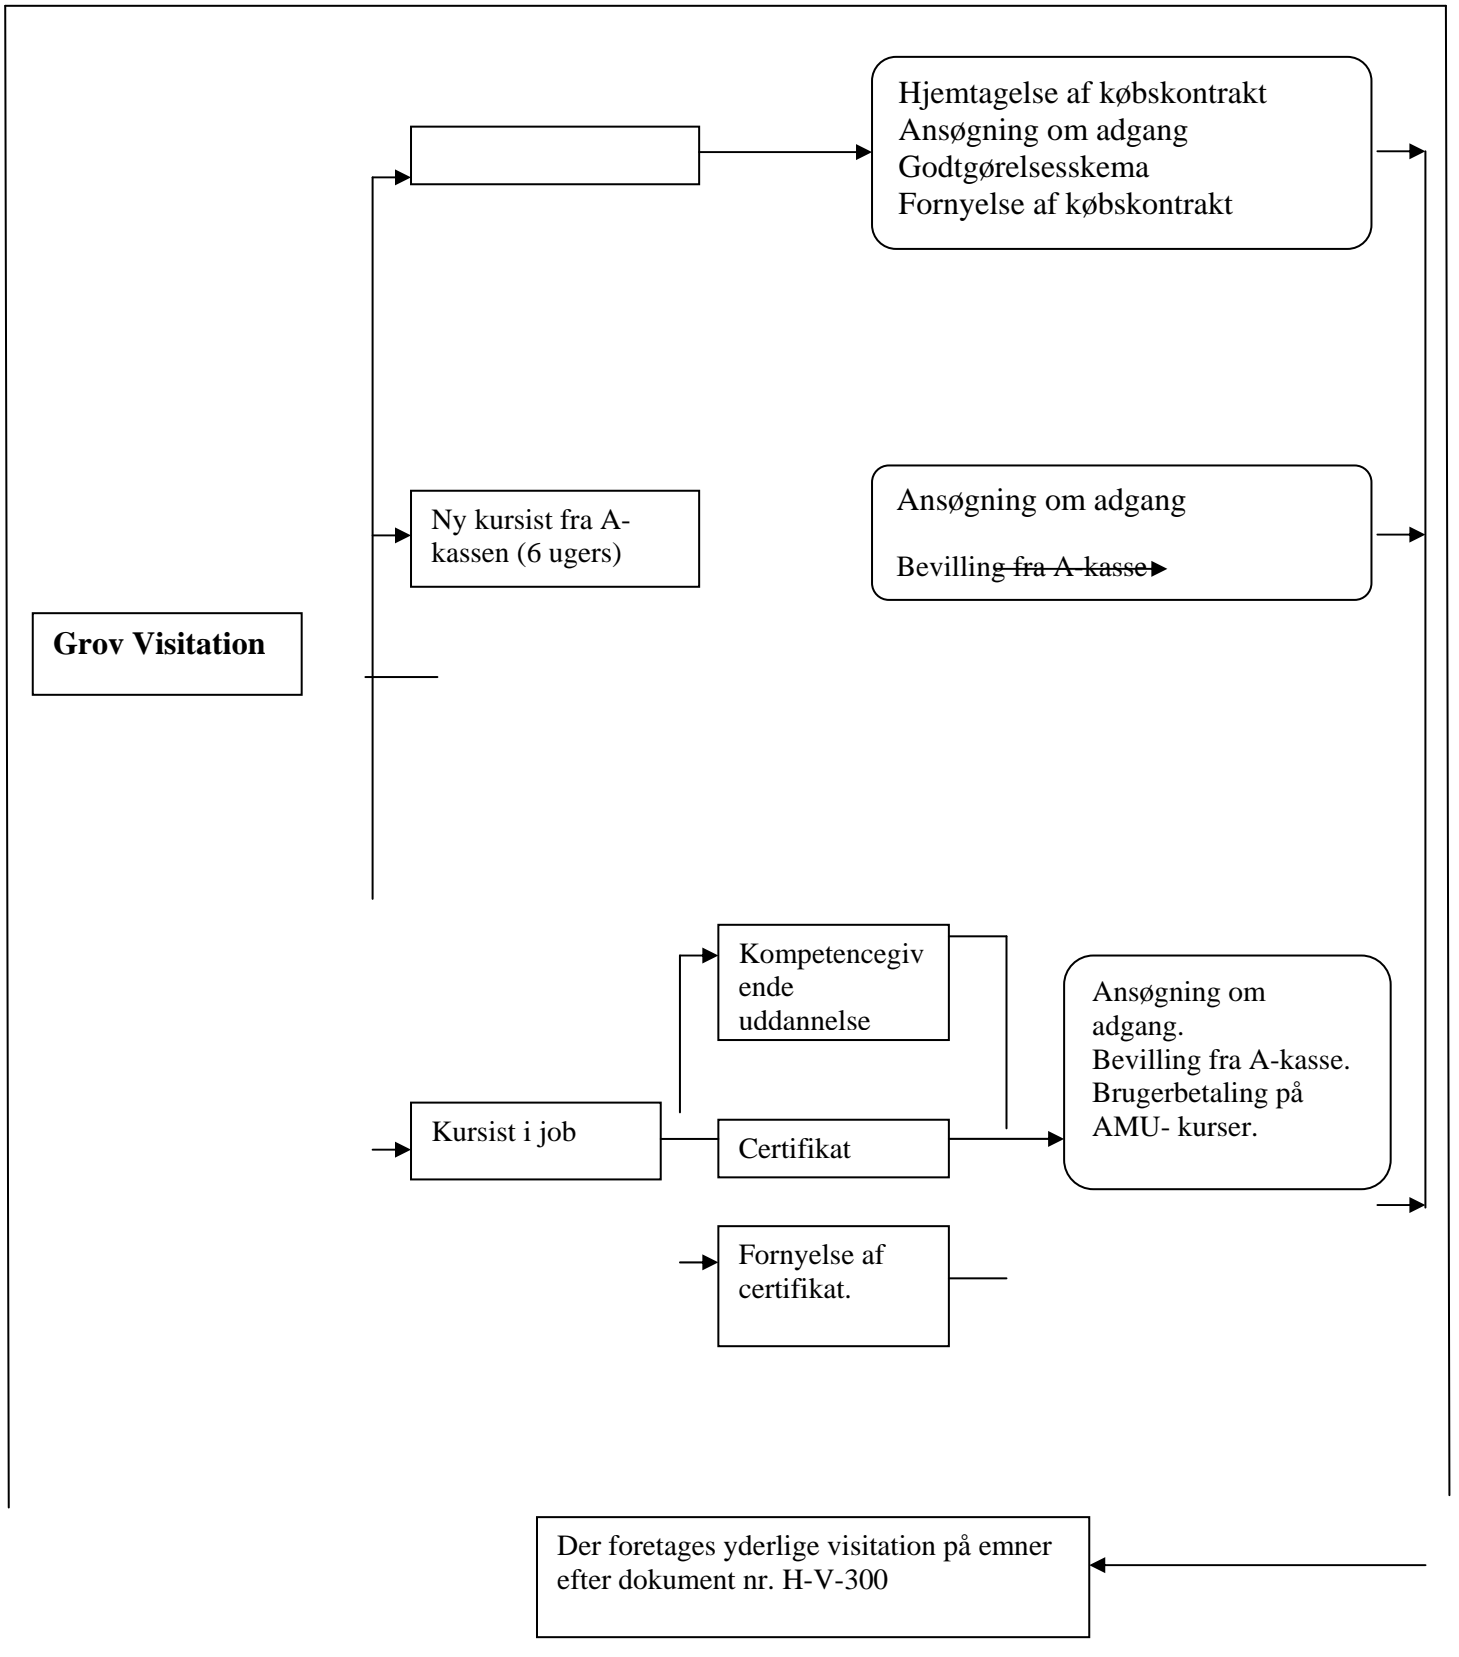 Hjemtagelse af købskontrakt
Ansøgning om adgang
Godtgørelsesskema
Fornyelse af købskontrakt
Ny kursist fra A-
kassen (6 ugers)
Ansøgning om adgang
Bevilling fra A-kasse
Grov Visitation
Kompetencegiv
ende
uddannelse
Ansøgning om
adgang.
Bevilling fra A-kasse.
Brugerbetaling på
AMU- kurser.
Kursist i job
Certifikat
Fornyelse af
certifikat.
Der foretages yderlige visitation på emner
efter dokument nr. H-V-300